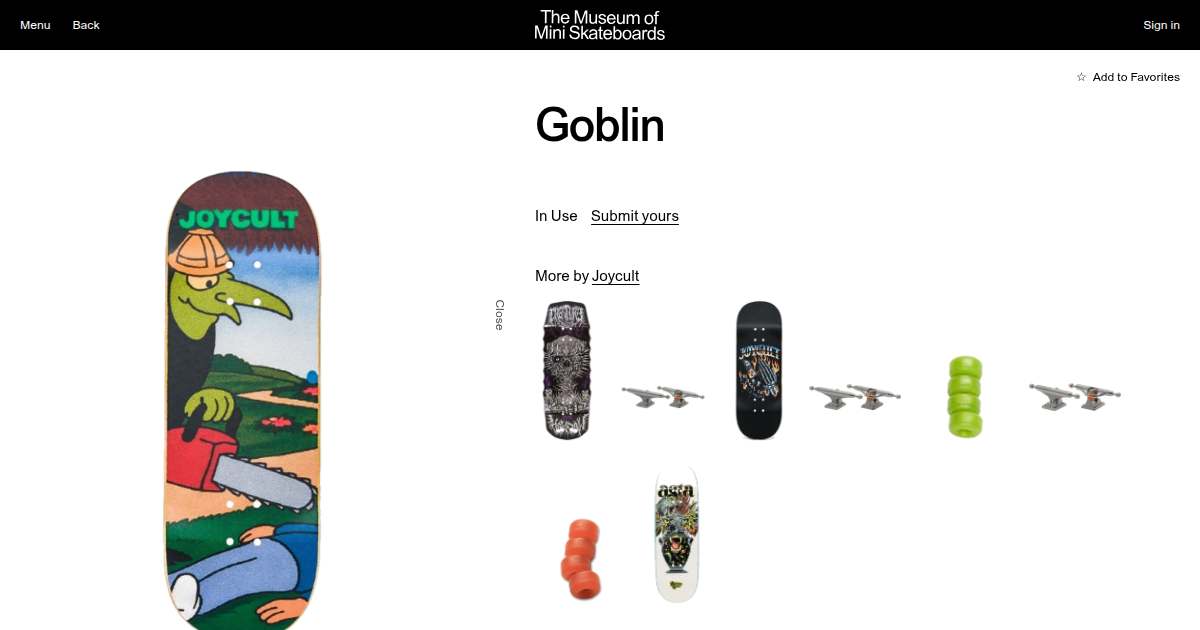 Menu
Back
The Museum of
Mini Skateboards
Sign in
☆ Add to Favorites
Goblin
JOYCULT
In Use Submit yours
More by Joycult
Close
JOYCULT